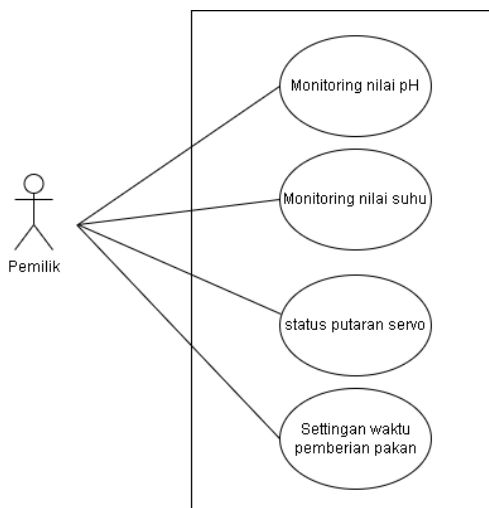 Monitoring nilai pH
Monitoring nilai suhu
Pemilik
status putaran servo
Settingan waktu
pemberian pakan